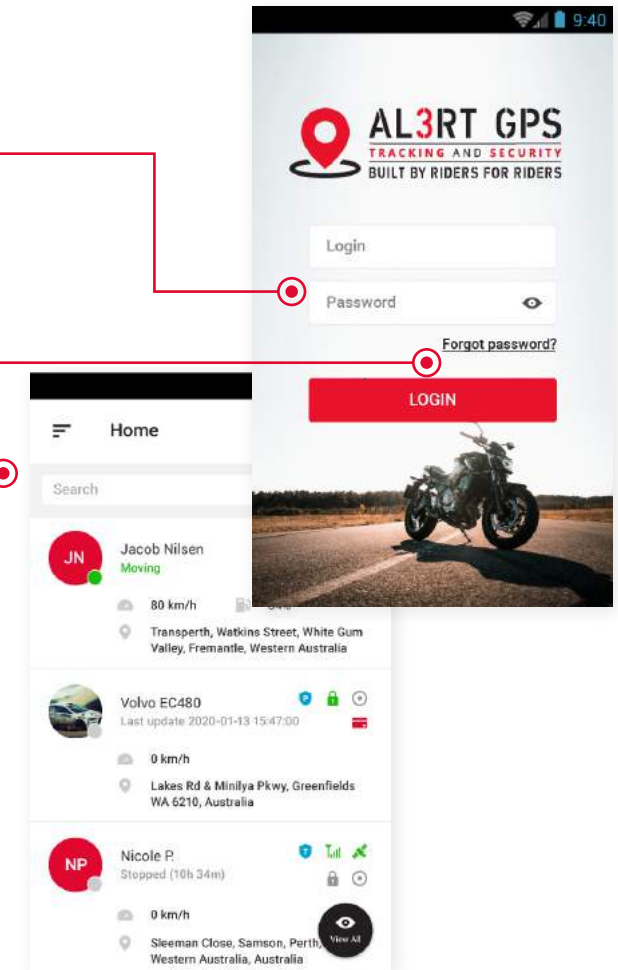 9:40
AL3RT GPS
TRACKING AND SECURITY
BUILT BY RIDERS FOR RIDERS
Login
Password
Forgot password?
LOGIN
Home
Search
JN
Jacob Nilsen
Moving
80 km/h
Transperth, Watkins Street, White Gum
Valley, Fremantle, Western Australia
Volvo EC480
Last update 2020-01-13 15:47:00
0 km/h
Lakes Rd & Minilya Pkwy, Greenfields
WA 6210, Australia
NP
Nicole P.
Stopped (10h 34m)
0 km/h
View All
Sleeman Close, Samson, Perth,
Western Australia, Australia